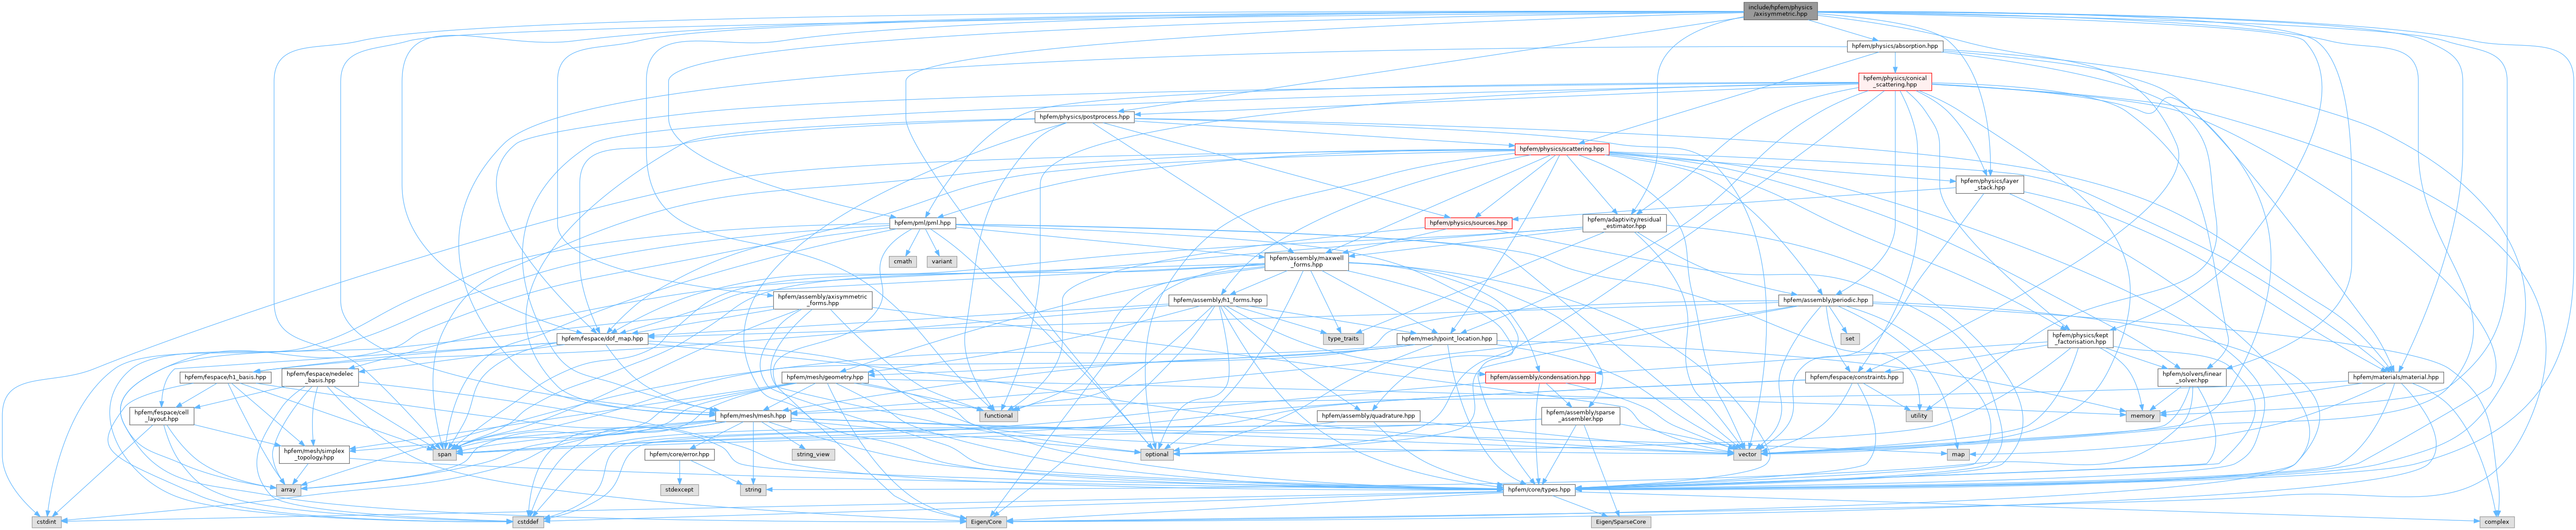 include/hpfem/physics
/axisymmetric.hpp
hpfem/physics/absorption.hpp
hpfem/physics/conical
_scattering.hpp
hpfem/physics/postprocess.hpp
hpfem/physics/scattering.hpp
hpfem/physics/layer
_stack.hpp
hpfem/pml/pml.hpp
hpfem/physics/sources.hpp
hpfem/adaptivity/residual
_estimator.hpp
cmath
variant
hpfem/assembly/maxwell
_forms.hpp
hpfem/assembly/axisymmetric
_forms.hpp
hpfem/assembly/h1_forms.hpp
hpfem/assembly/periodic.hpp
hpfem/fespace/dof_map.hpp
type_traits
hpfem/mesh/point_location.hpp
set
hpfem/physics/kept
_factorisation.hpp
hpfem/fespace/h1_basis.hpp
hpfem/fespace/nedelec
_basis.hpp
hpfem/mesh/geometry.hpp
hpfem/assembly/condensation.hpp
hpfem/fespace/constraints.hpp
hpfem/solvers/linear
_solver.hpp
hpfem/materials/material.hpp
hpfem/fespace/cell
_layout.hpp
hpfem/mesh/mesh.hpp
functional
hpfem/assembly/quadrature.hpp
hpfem/assembly/sparse
_assembler.hpp
utility
memory
hpfem/mesh/simplex
_topology.hpp
span
hpfem/core/error.hpp
string_view
optional
vector
map
array
stdexcept
string
hpfem/core/types.hpp
cstdint
cstddef
Eigen/Core
Eigen/SparseCore
complex